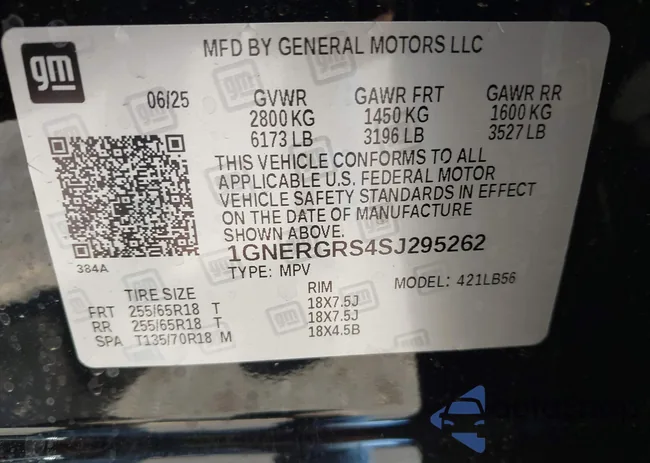 gm
MFD BY GENERAL MOTORS LLC
06/25 GVWR GAWR FRT GAWR RR
2800 KG 1450 KG 1600 KG
6173 LB 3196 LB 3527 LB
THIS VEHICLE CONFORMS TO ALL
APPLICABLE U.S. FEDERAL MOTOR
VEHICLE SAFETY STANDARDS IN EFFECT
ON THE DATE OF MANUFACTURE
SHOWN ABOVE.
1GNERGRS4SJ295262
384A
TYPE: MPV MODEL: 421LB56
TIRE SIZE RIM
FRT 255/65R18 T 18X7.5J
RR 255/65R18 T 18X7.5J
SPA T135/70R18 M 18X4.5B